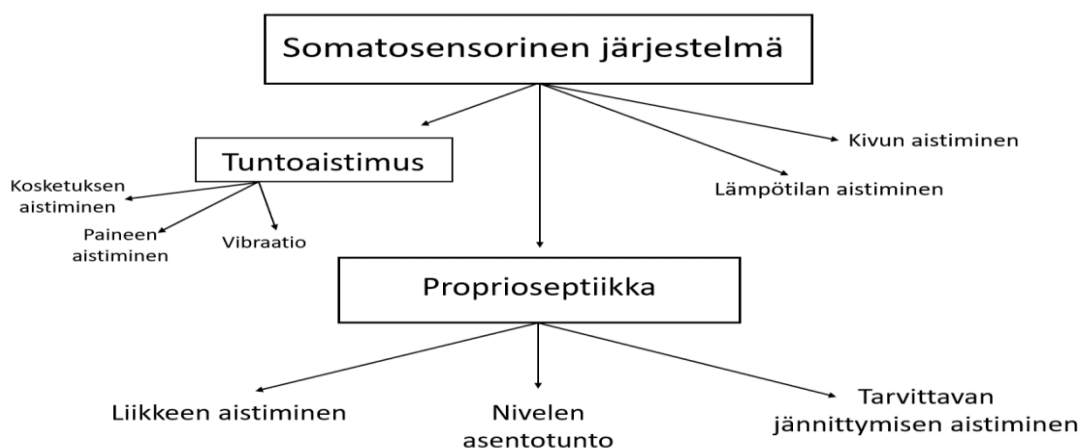 Somatosensorinen järjestelmä
Tuntoaistimus
Kivun aistiminen
Lämpötilan aistiminen
Kosketuksen
aistiminen
Paineen
aistiminen
Vibraatio
Proprioseptiikka
Liikkeen aistiminen
Nivelen
asentotunto
Tarvittavan
jännittymisen aistiminen